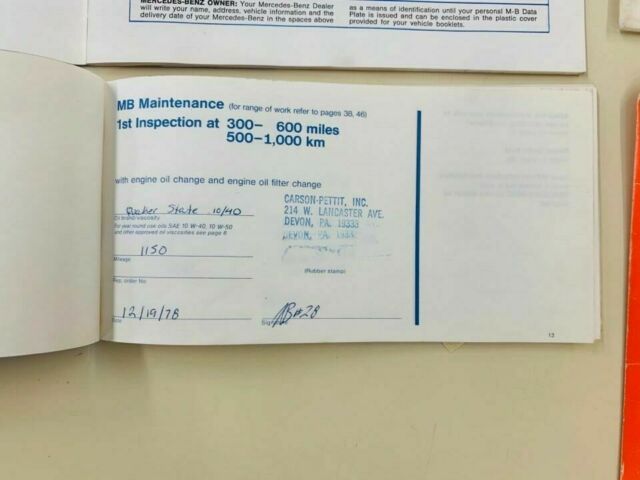 MERCEDES-BENZ OWNER: Your Mercedes-Benz Dealer
will write your name, address, vehicle information and the
delivery date of your Mercedes-Benz in the spaces above
as a means of identification until your personal M-B Data
Plate is issued and can be enclosed in the plastic cover
provided for your vehicle booklets.
MB Maintenance (for range of work refer to pages 38, 46)
1st Inspection at 300– 600 miles
500–1,000 km
with engine oil change and engine oil filter change
Quaker State 10/40
Oil brand/viscosity
For year round use oils SAE 10 W-40, 10 W-50
and other approved oil viscosities see page 6
1150
Mileage
Rep. order No.
12/19/78
Date
CARSON-PETTIT, INC.
214 W. LANCASTER AVE.
DEVON, PA. 19333
DEVON, PA. 1933
(Rubber stamp)
#28
Signature
13